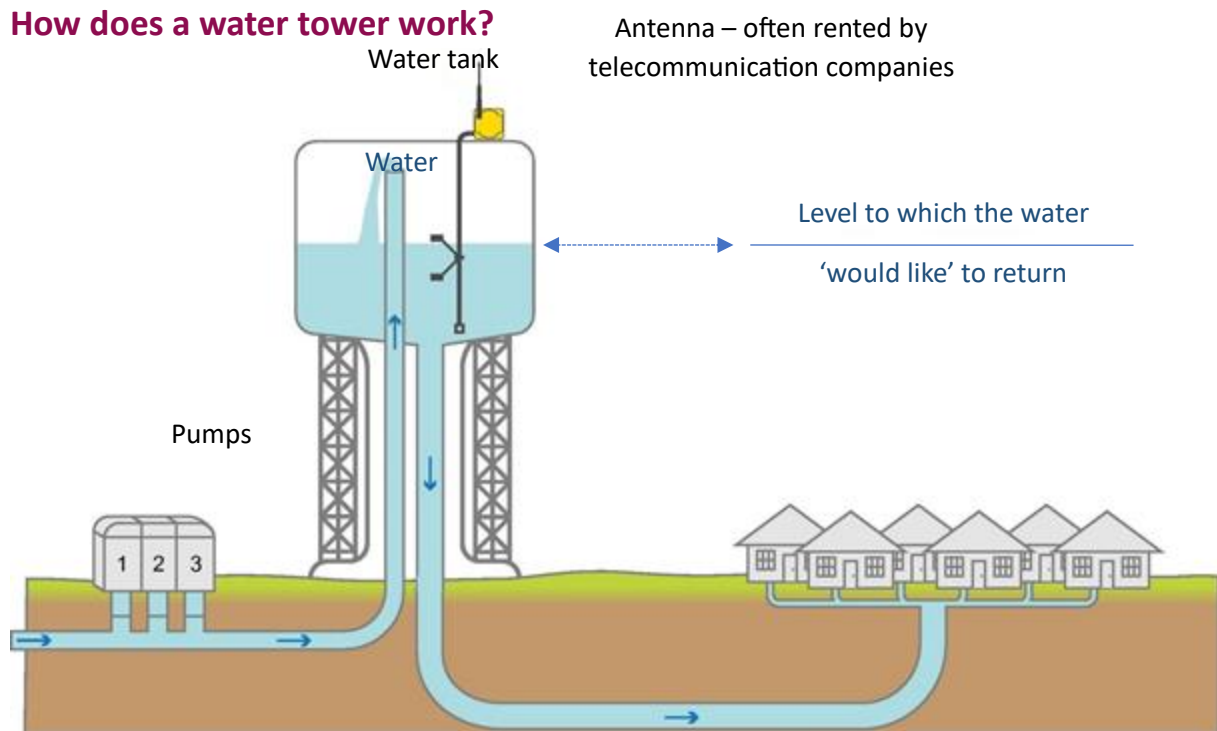 How does a water tower work?
Antenna – often rented by
telecommunication companies
Water tank
Water
Level to which the water
‘would like’ to return
Pumps
1 2 3